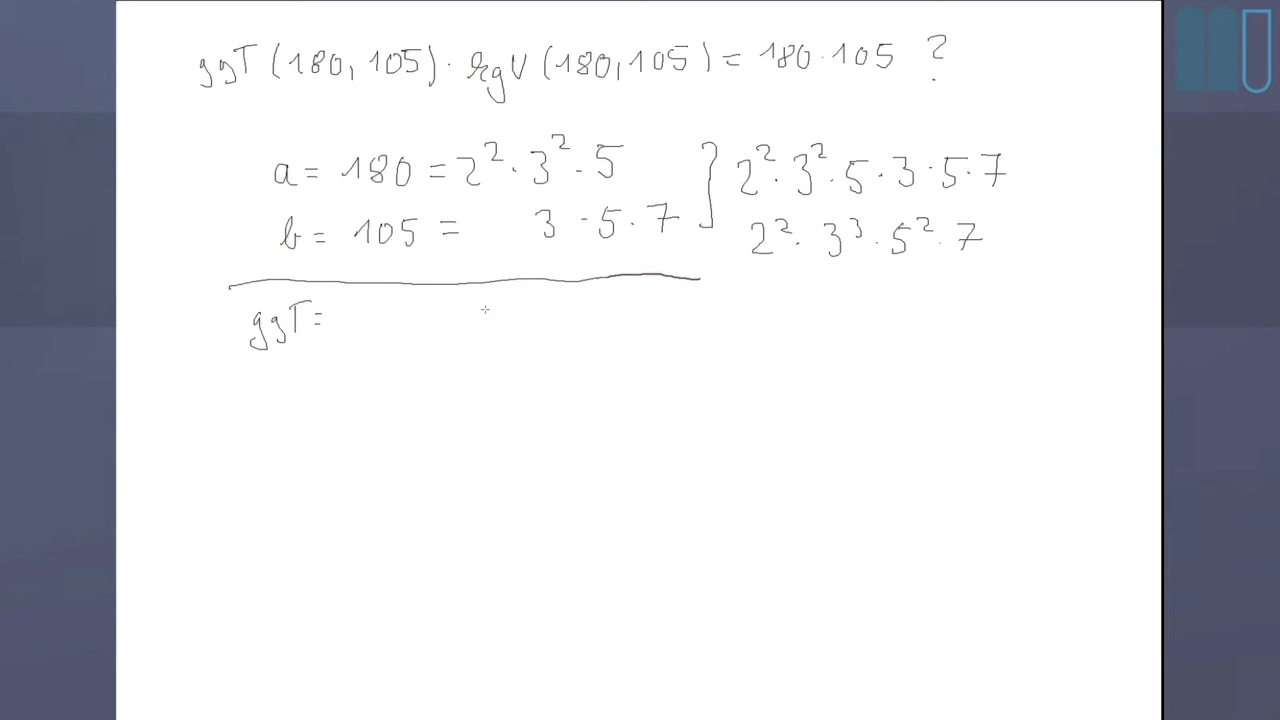 ggT (180, 105) · kgV (180, 105) = 180 · 105 ?
a = 180 = 2² · 3² · 5 } 2² · 3² · 5 · 3 · 5 · 7
b = 105 = 3 · 5 · 7 2² · 3³ · 5² · 7
ggT =